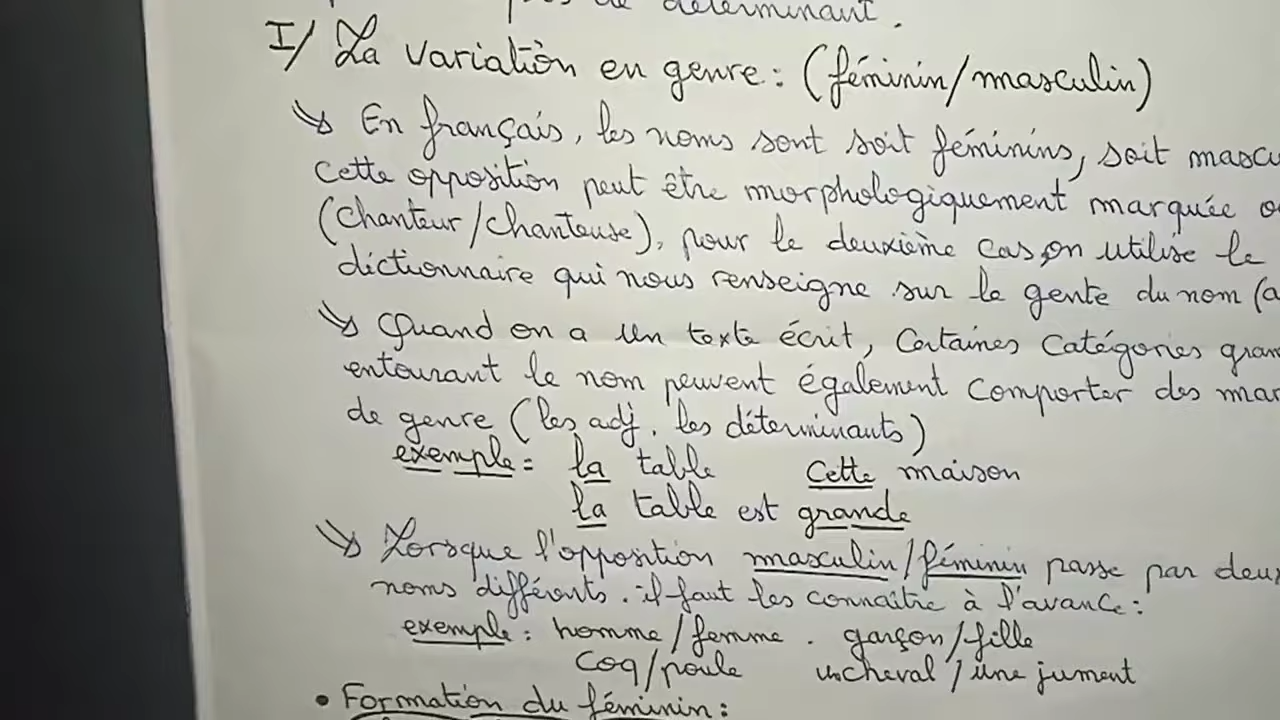 de determinant.
I/ La variation en genre : (féminin/masculin)
↘ En français, les noms sont soit féminins, soit mascu
cette opposition peut être morphologiquement marquée o
(chanteur/chanteuse), pour le deuxième cas, on utilise le
dictionnaire qui nous renseigne sur le gente du nom (a
↘ Quand on a un texte écrit, certaines catégories gram
entourant le nom peuvent également comporter des mar
de genre (les adj, les déterminants)
exemple : la table cette maison
la table est grande
↘ Lorsque l'opposition masculin/féminin passe par deux
noms différents. il faut les connaître à l'avance :
exemple : homme/femme . garçon/fille
coq/poule un cheval / une jument
• Formation du féminin :